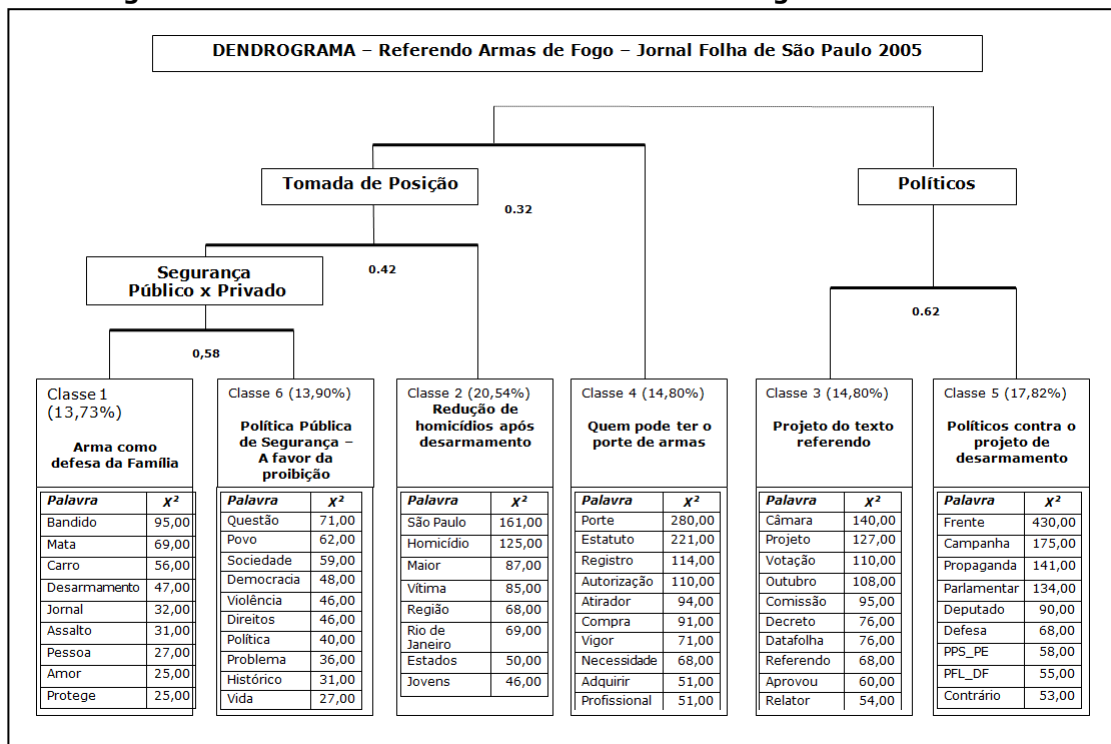 DENDROGRAMA – Referendo Armas de Fogo – Jornal Folha de São Paulo 2005
Tomada de Posição
Políticos
0.32
Segurança
Público x Privado
0.42
0.62
0,58
Classe 1
(13,73%)
Arma como
defesa da Família
Palavra X²
Bandido 95,00
Mata 69,00
Carro 56,00
Desarmamento 47,00
Jornal 32,00
Assalto 31,00
Pessoa 27,00
Amor 25,00
Protege 25,00
Classe 6 (13,90%)
Política Pública
de Segurança –
A favor da
proibição
Palavra X²
Questão 71,00
Povo 62,00
Sociedade 59,00
Democracia 48,00
Violência 46,00
Direitos 46,00
Política 40,00
Problema 36,00
Histórico 31,00
Vida 27,00
Classe 2 (20,54%)
Redução de
homicídios após
desarmamento
Palavra X²
São Paulo 161,00
Homicídio 125,00
Maior 87,00
Vítima 85,00
Região 68,00
Rio de
Janeiro 69,00
Estados 50,00
Jovens 46,00
Classe 4 (14,80%)
Quem pode ter o
porte de armas
Palavra X²
Porte 280,00
Estatuto 221,00
Registro 114,00
Autorização 110,00
Atirador 94,00
Compra 91,00
Vigor 71,00
Necessidade 68,00
Adquirir 51,00
Profissional 51,00
Classe 3 (14,80%)
Projeto do texto
referendo
Palavra X²
Câmara 140,00
Projeto 127,00
Votação 110,00
Outubro 108,00
Comissão 95,00
Decreto 76,00
Datafolha 76,00
Referendo 68,00
Aprovou 60,00
Relator 54,00
Classe 5 (17,82%)
Políticos contra o
projeto de
desarmamento
Palavra X²
Frente 430,00
Campanha 175,00
Propaganda 141,00
Parlamentar 134,00
Deputado 90,00
Defesa 68,00
PPS_PE 58,00
PFL_DF 55,00
Contrário 53,00